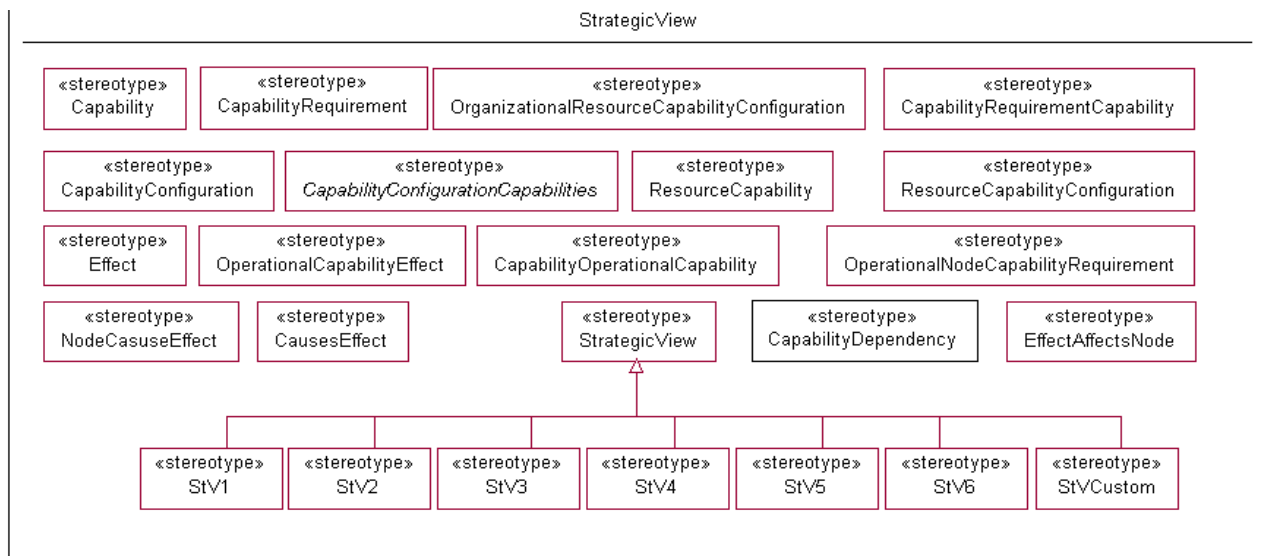 StrategicView
«stereotype» «stereotype» «stereotype» «stereotype»
Capability CapabilityRequirement OrganizationalResourceCapabilityConfiguration CapabilityRequirementCapability
«stereotype» «stereotype» «stereotype» «stereotype»
CapabilityConfiguration CapabilityConfigurationCapabilities ResourceCapability ResourceCapabilityConfiguration
«stereotype» «stereotype» «stereotype» «stereotype»
Effect OperationalCapabilityEffect CapabilityOperationalCapability OperationalNodeCapabilityRequirement
«stereotype» «stereotype» «stereotype» «stereotype» «stereotype»
NodeCasuseEffect CausesEffect StrategicView CapabilityDependency EffectAffectsNode
«stereotype» «stereotype» «stereotype» «stereotype» «stereotype» «stereotype» «stereotype»
StV1 StV2 StV3 StV4 StV5 StV6 StVCustom